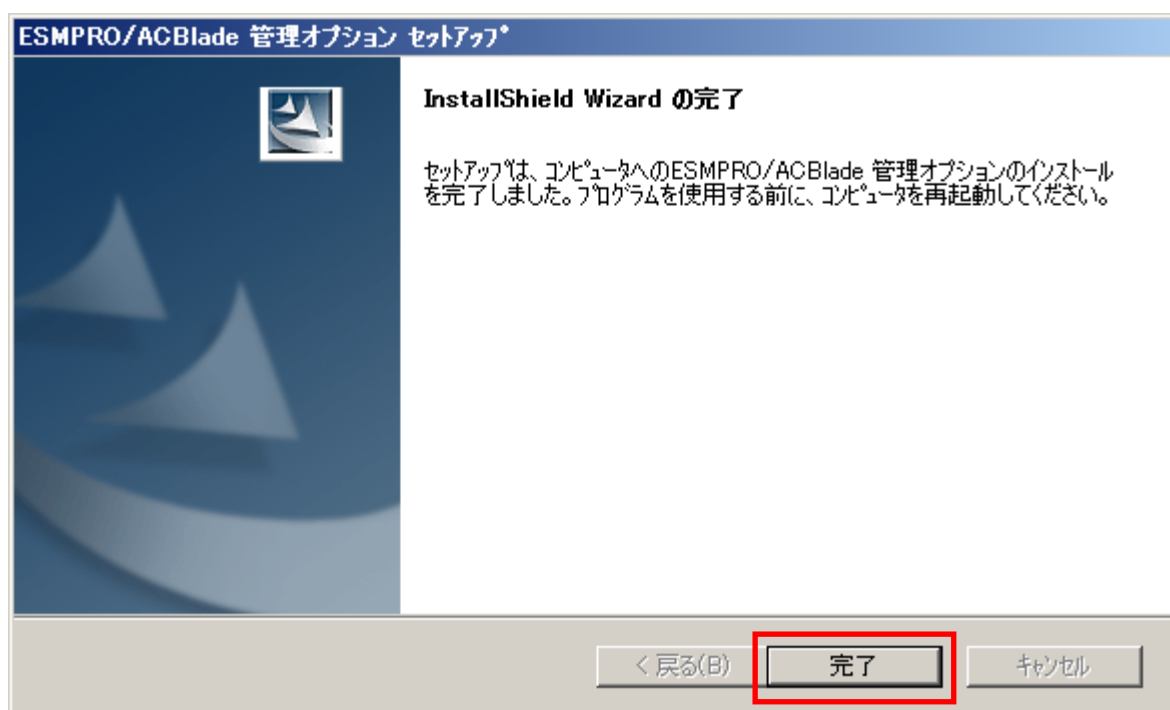 ESMPRO/ACBlade 管理オプション セットアップ
InstallShield Wizard の完了
セットアップは、コンピュータへのESMPRO/ACBlade 管理オプションのインストール
を完了しました。プログラムを使用する前に、コンピュータを再起動してください。
< 戻る(B)
完了
キャンセル